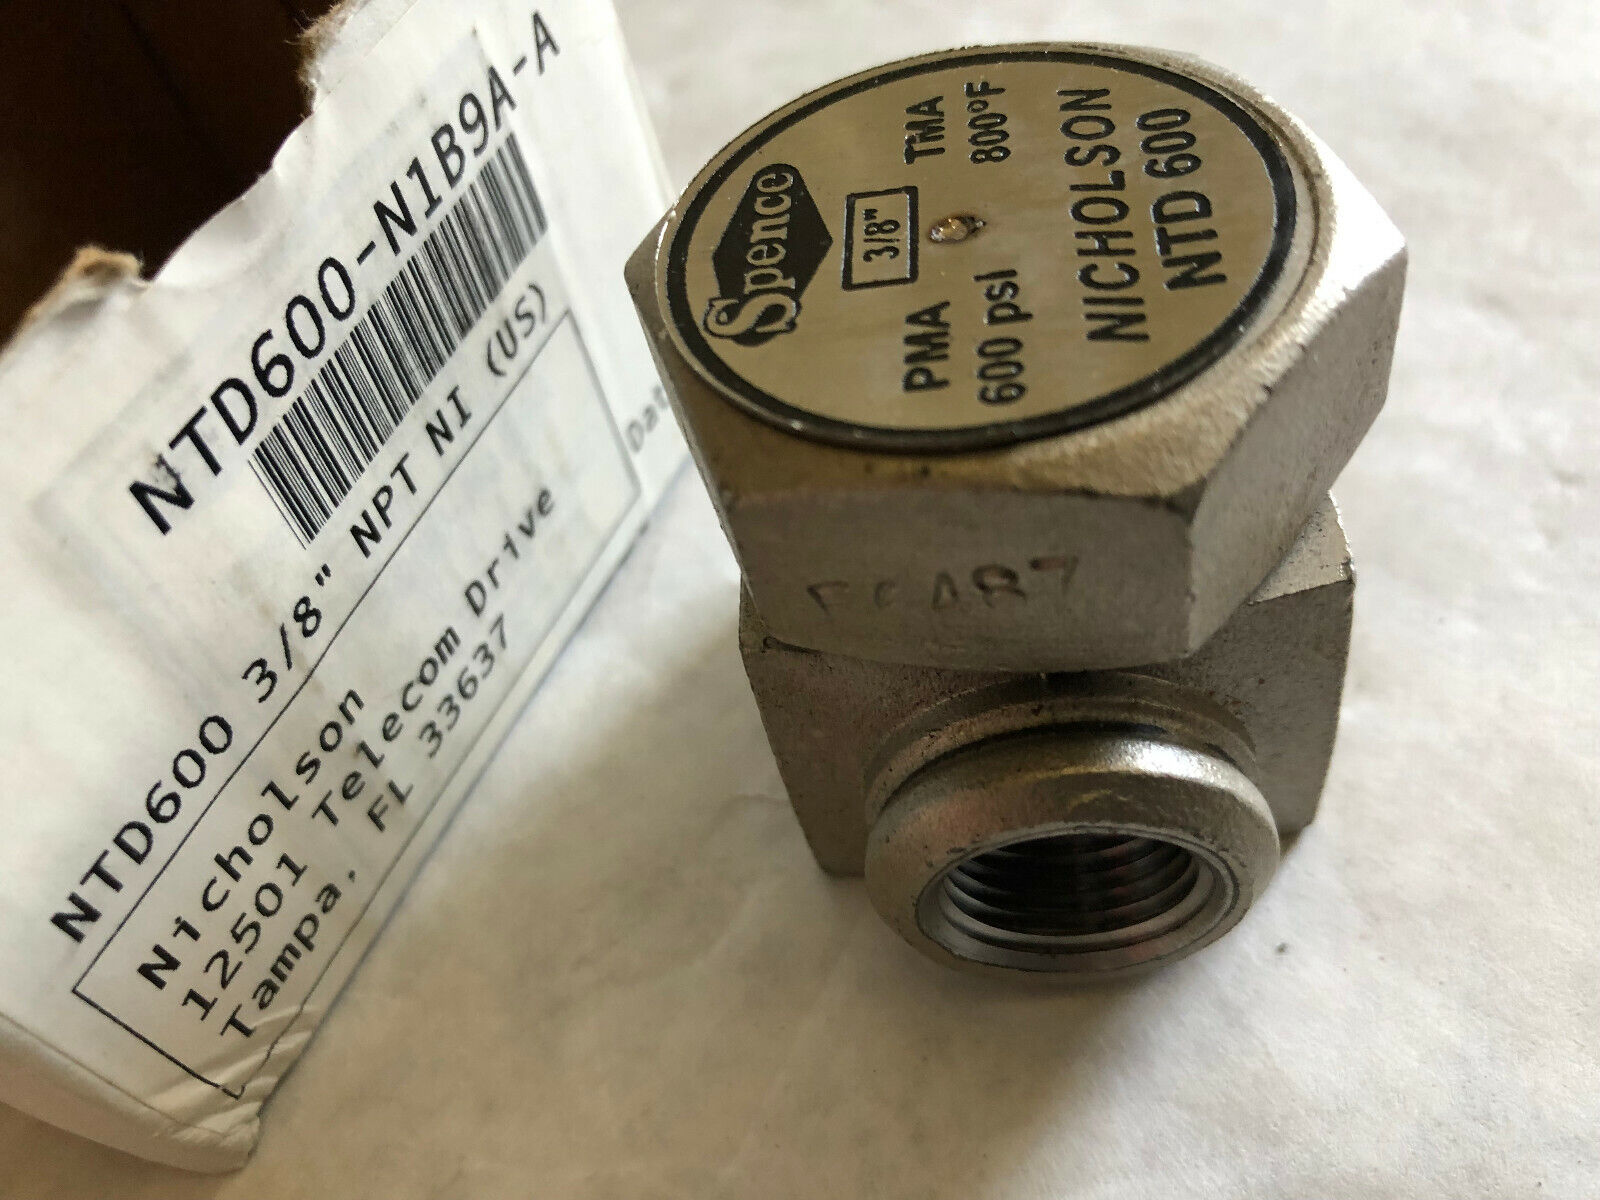 NTD600-N1B9A-A
NTD600 3/8" NPT NI (US)
Nicholson
12501 Telecom Drive
Tampa, FL 33637
Spence
3/8"
PMA TMA
600 psi 800ºF
NICHOLSON
NTD 600